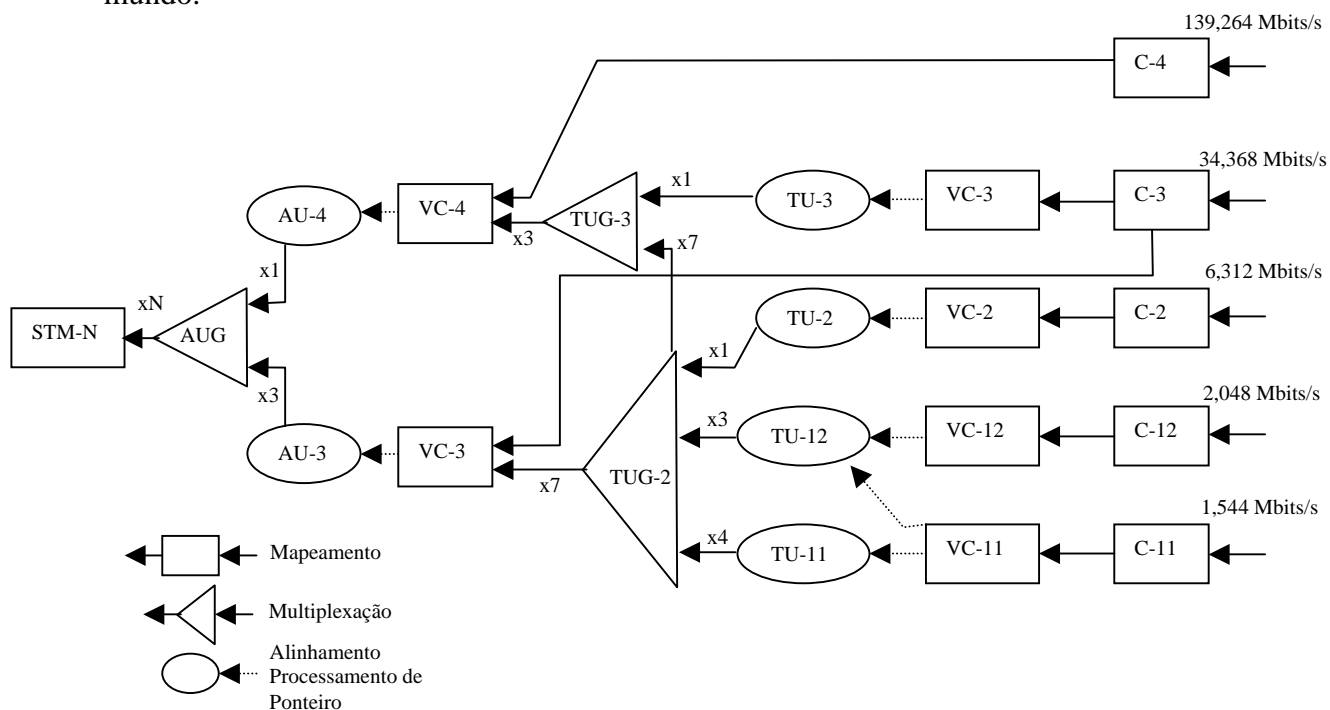 mundo.
139,264 Mbits/s
C-4
34,368 Mbits/s
x1
TU-3
VC-3
C-3
AU-4
VC-4
TUG-3
x3
x7
x1
6,312 Mbits/s
xN
TU-2
VC-2
C-2
STM-N
AUG
x1
x3
2,048 Mbits/s
x3
TU-12
VC-12
C-12
AU-3
VC-3
x7
TUG-2
1,544 Mbits/s
x4
TU-11
VC-11
C-11
Mapeamento
Multiplexação
Alinhamento
Processamento de
Ponteiro